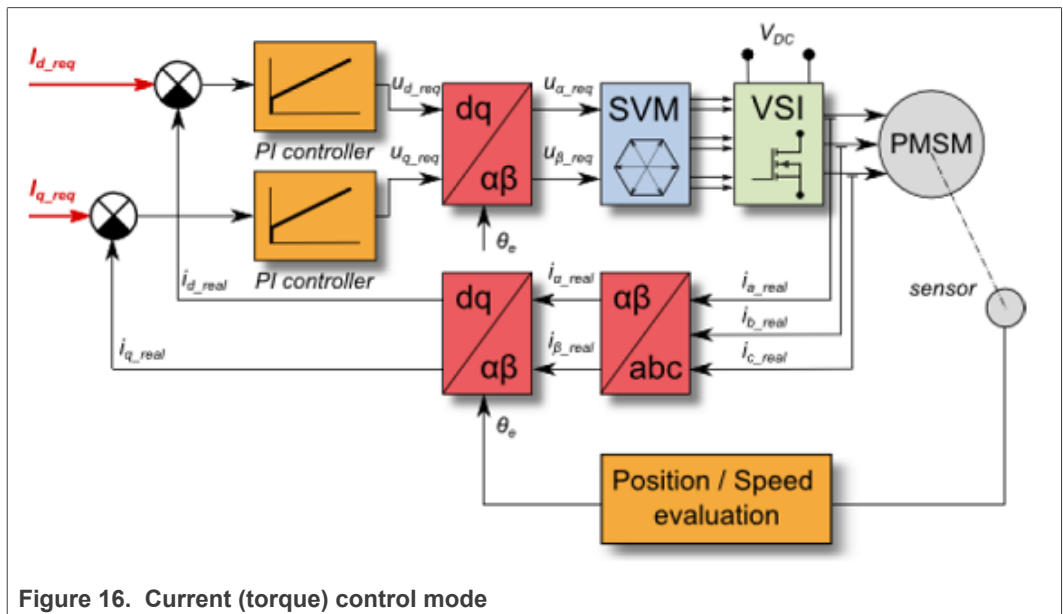 V_DC
I_d_req
u_d_req
u_α_req
dq
SVM
VSI
PMSM
PI controller
u_q_req
u_β_req
αβ
I_q_req
θ_e
i_d_real
PI controller
i_α_real
i_a_real
dq
αβ
sensor
i_b_real
i_q_real
i_β_real
αβ
abc
i_c_real
θ_e
Position / Speed
evaluation
Figure 16. Current (torque) control mode